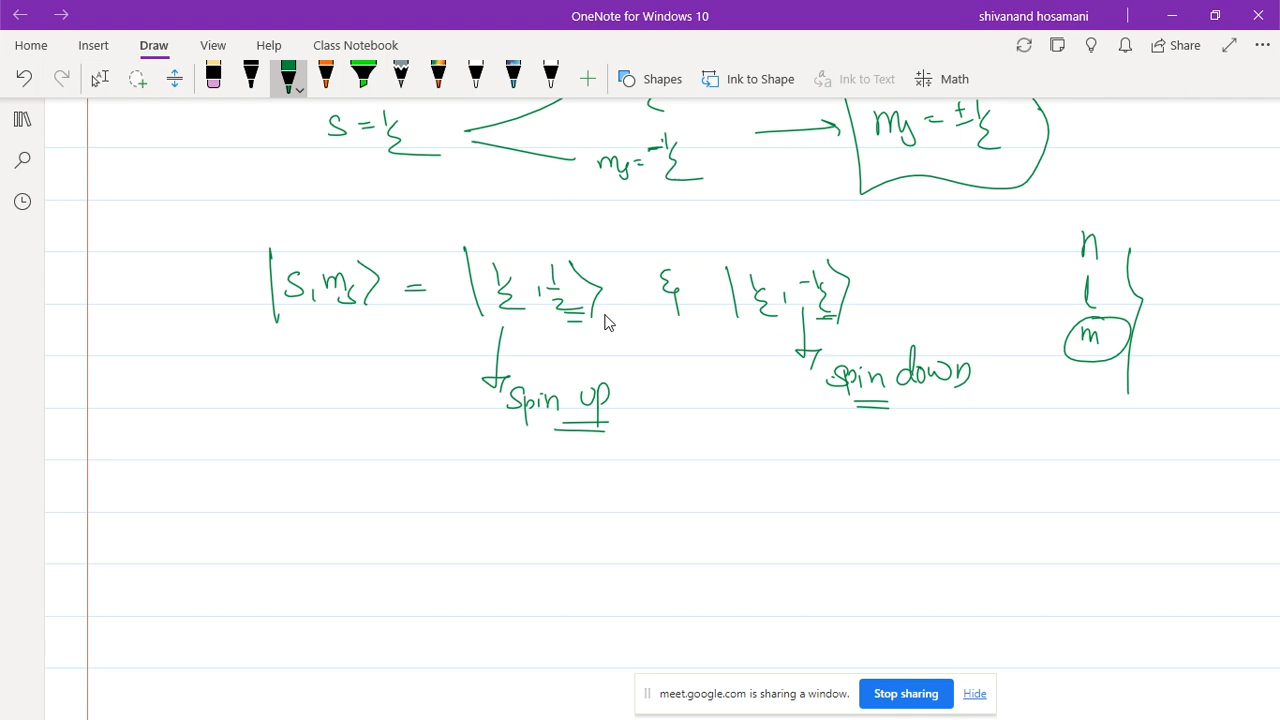 OneNote for Windows 10
shivanand hosamani
Home Insert Draw View Help Class Notebook
Share
Shapes Ink to Shape Ink to Text Math
S = 1/2
ms = -1/2
ms = ±1/2
|S, ms⟩ = |1/2, 1/2⟩ & |1/2, -1/2⟩
n
l
m
spin up
spin down
meet.google.com is sharing a window. Stop sharing Hide